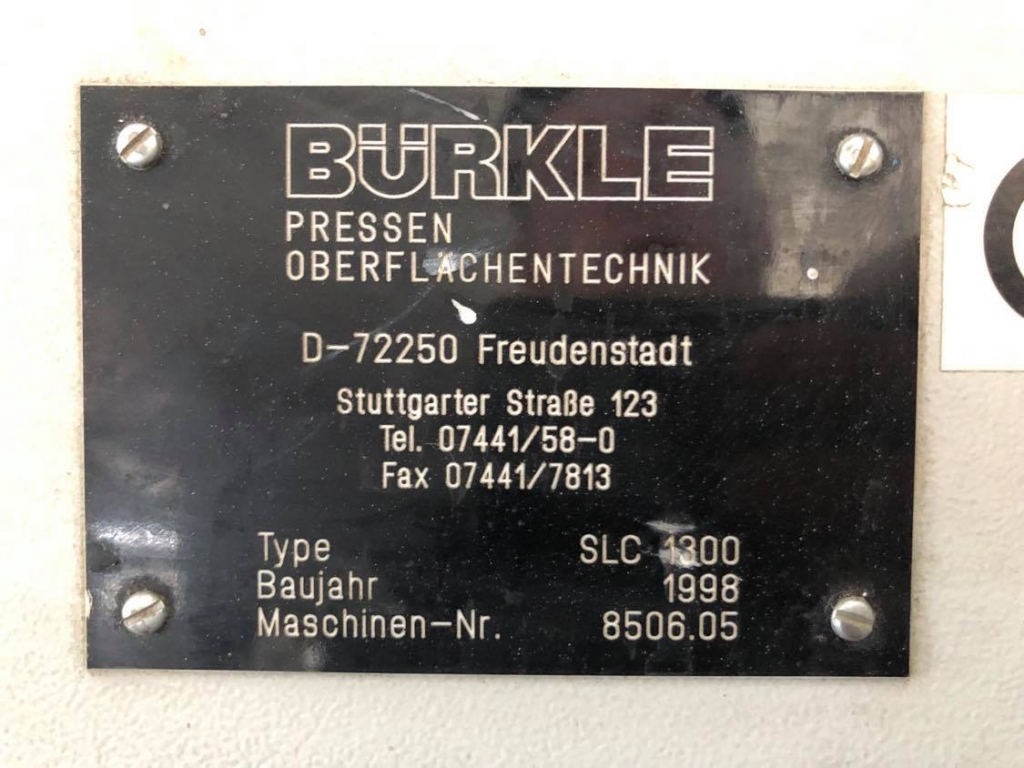 BÜRKLE
PRESSEN
OBERFLÄCHENTECHNIK
D-72250 Freudenstadt
Stuttgarter Straße 123
Tel. 07441/58-0
Fax 07441/7813
Type SLC 1300
Baujahr 1998
Maschinen-Nr. 8506.05